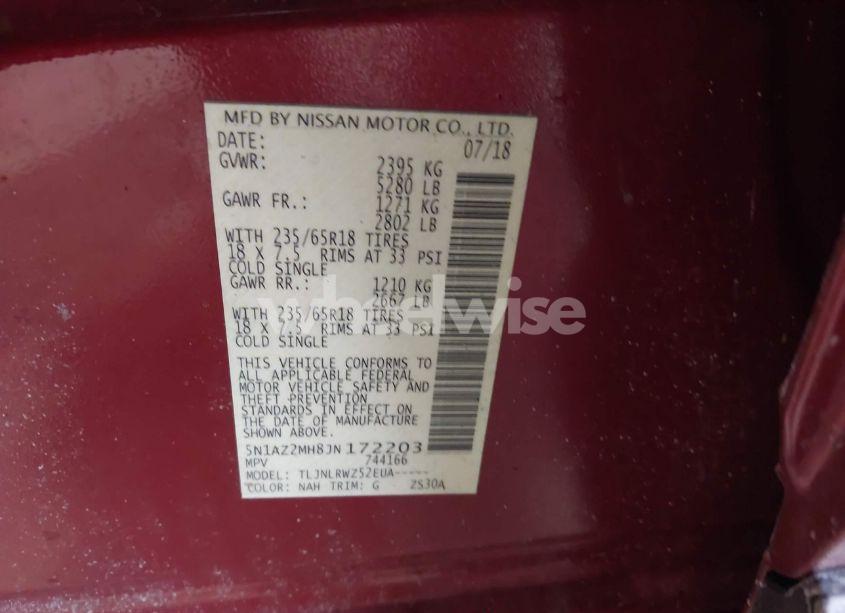 MFD BY NISSAN MOTOR CO., LTD.
DATE: 07/18
GVWR: 2395 KG
5280 LB
GAWR FR.: 1271 KG
2802 LB
WITH 235/65R18 TIRES
18 X 7.5 RIMS AT 33 PSI
COLD SINGLE
GAWR RR.: 1210 KG
2667 LB
WITH 235/65R18 TIRES
18 X 7.5 RIMS AT 33 PSI
COLD SINGLE
wheelwise
THIS VEHICLE CONFORMS TO
ALL APPLICABLE FEDERAL
MOTOR VEHICLE SAFETY AND
THEFT PREVENTION
STANDARDS IN EFFECT ON
THE DATE OF MANUFACTURE
SHOWN ABOVE.
5N1AZ2MH8JN172203
MPV 744166
MODEL: TLJNLRWZ52EUA-----
COLOR: NAH TRIM: G ZS30A